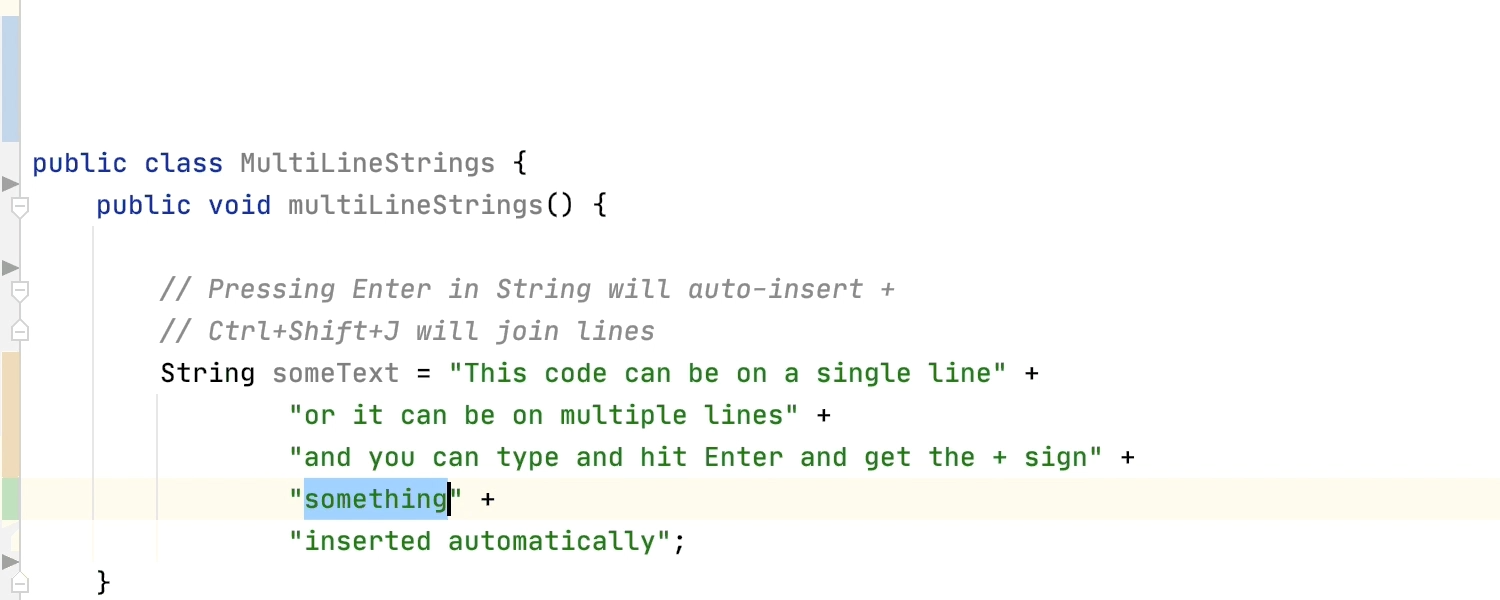 public class MultiLineStrings {
public void multiLineStrings() {
// Pressing Enter in String will auto-insert +
// Ctrl+Shift+J will join lines
String someText = "This code can be on a single line" +
"or it can be on multiple lines" +
"and you can type and hit Enter and get the + sign" +
"something" +
"inserted automatically";
}